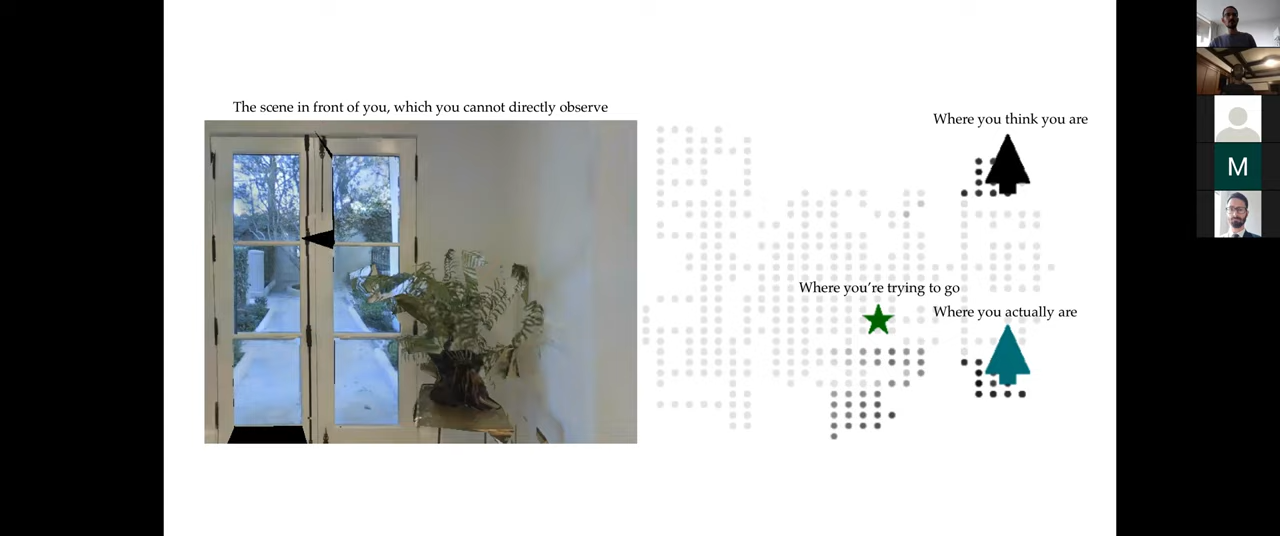 The scene in front of you, which you cannot directly observe
Where you think you are
Where you're trying to go
Where you actually are
M